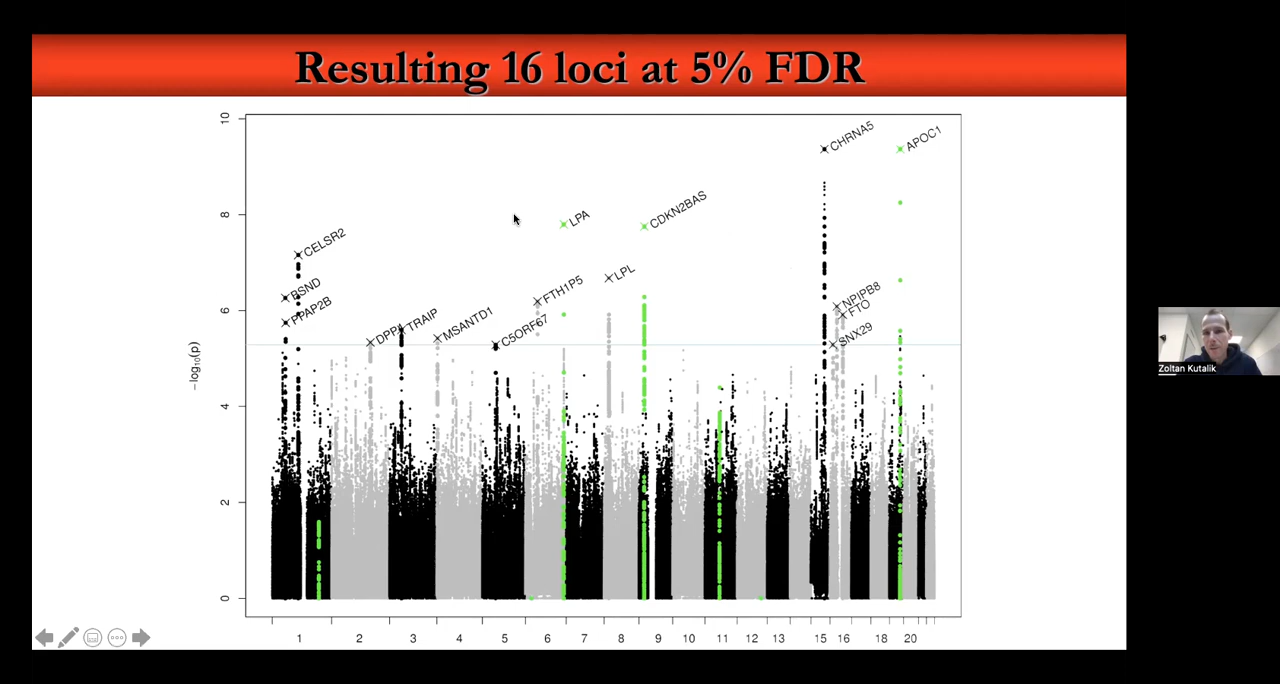 Resulting 16 loci at 5% FDR
10
8
6
4
2
0
−log₁₀(p)
CHRNA5
APOC1
LPA
CDKN2BAS
CELSR2
LPL
BSND
FTH1P5
NPIPB8
PPAP2B
FTO
TRAIP
MSANTD1
C5ORF67
SNX29
1
2
3
4
5
6
7
8
9
10
11
12
13
15
16
18
20
Zoltan Kutalik